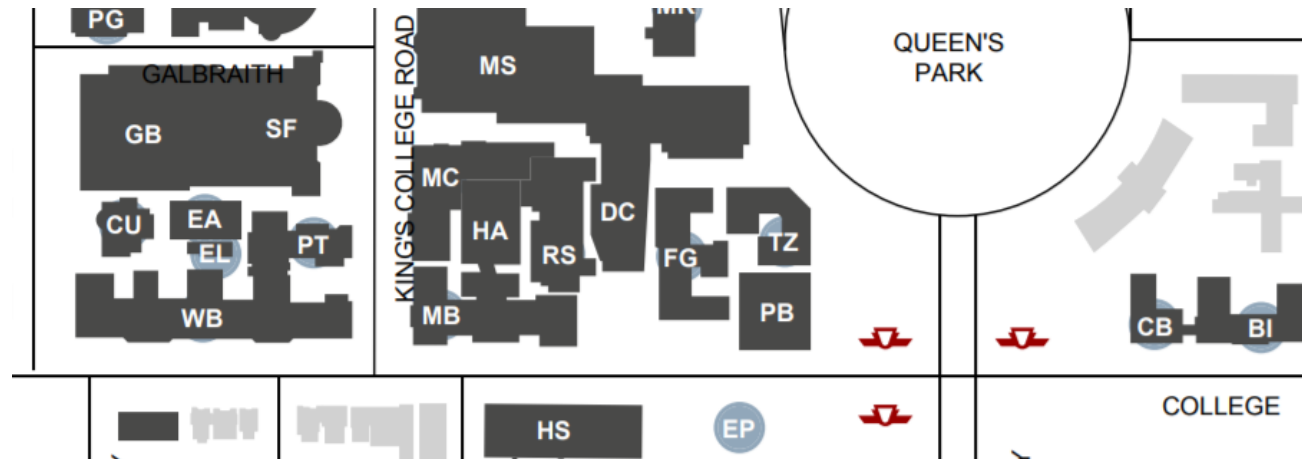 PG
MK
QUEEN'S
PARK
GALBRAITH
KING'S COLLEGE ROAD
MS
GB
SF
MC
CU
EA
HA
DC
EL
PT
RS
FG
TZ
WB
MB
PB
CB
BI
COLLEGE
HS
EP